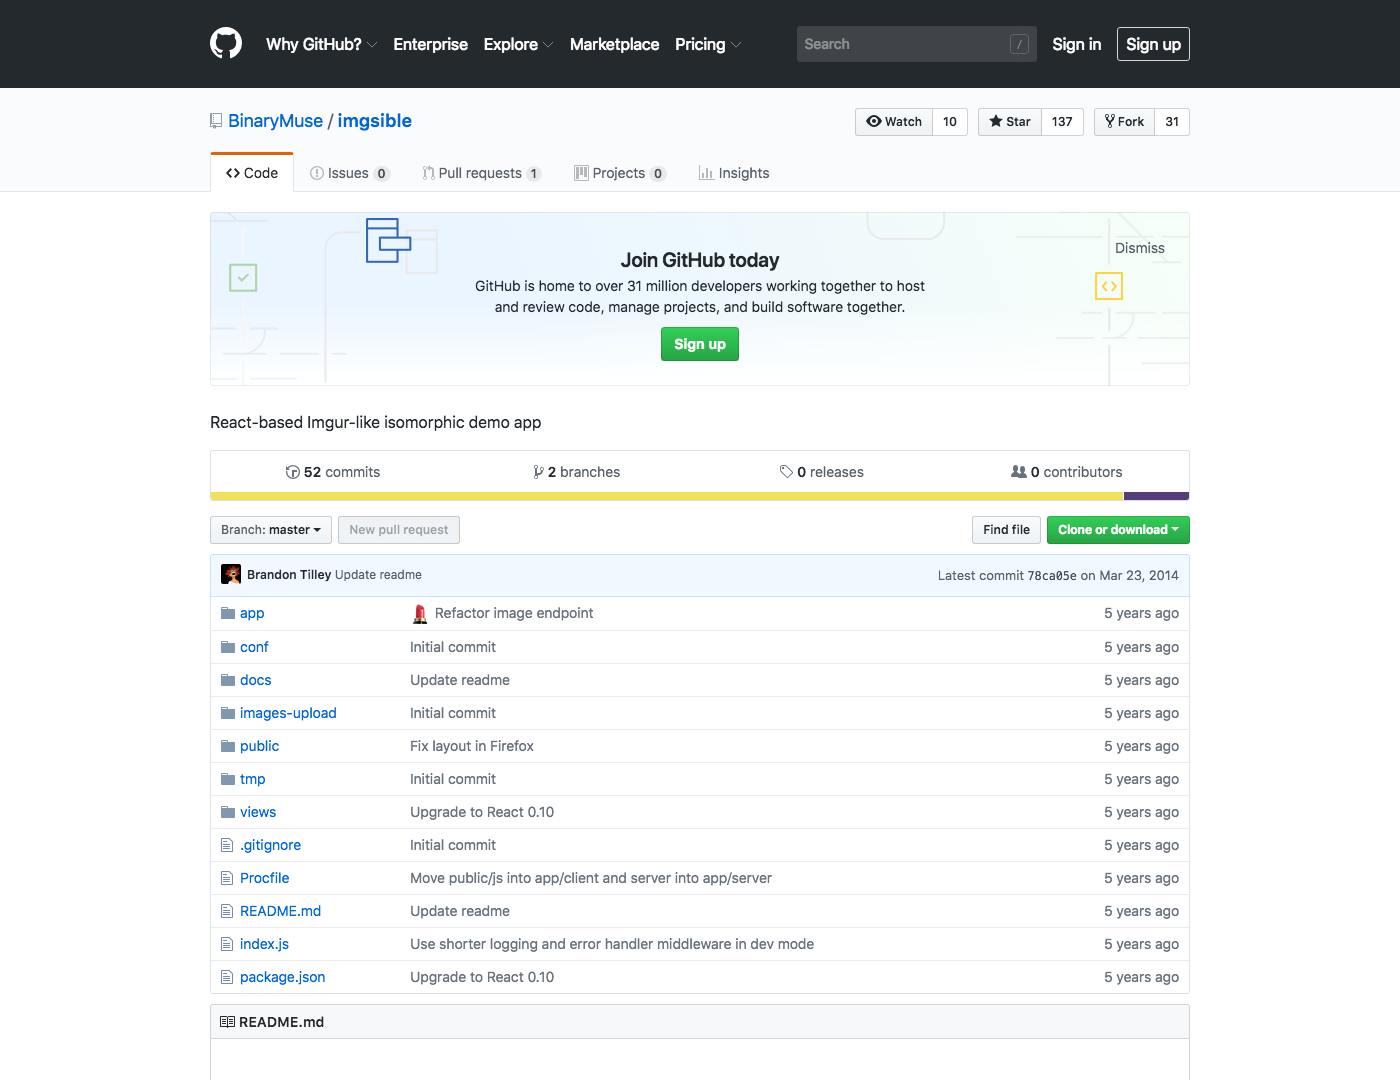 Why GitHub? Enterprise Explore Marketplace Pricing Search / Sign in Sign up
BinaryMuse / imgsible Watch 10 Star 137 Fork 31
Code Issues 0 Pull requests 1 Projects 0 Insights
Dismiss
Join GitHub today
GitHub is home to over 31 million developers working together to host
and review code, manage projects, and build software together.
Sign up
React-based Imgur-like isomorphic demo app
52 commits 2 branches 0 releases 0 contributors
Branch: master New pull request Find file Clone or download
Brandon Tilley Update readme Latest commit 78ca05e on Mar 23, 2014
app Refactor image endpoint 5 years ago
conf Initial commit 5 years ago
docs Update readme 5 years ago
images-upload Initial commit 5 years ago
public Fix layout in Firefox 5 years ago
tmp Initial commit 5 years ago
views Upgrade to React 0.10 5 years ago
.gitignore Initial commit 5 years ago
Procfile Move public/js into app/client and server into app/server 5 years ago
README.md Update readme 5 years ago
index.js Use shorter logging and error handler middleware in dev mode 5 years ago
package.json Upgrade to React 0.10 5 years ago
README.md